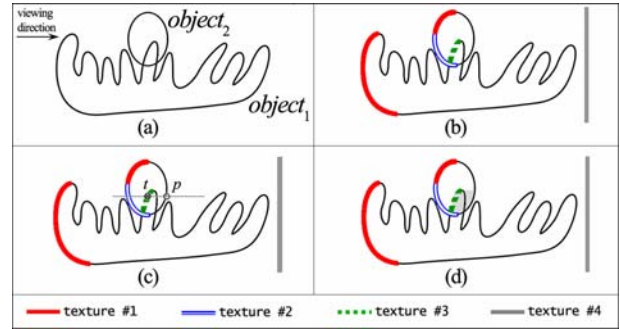 viewing
direction
object2
object1
(a)
(b)
t
p
(c)
(d)
texture #1
texture #2
texture #3
texture #4